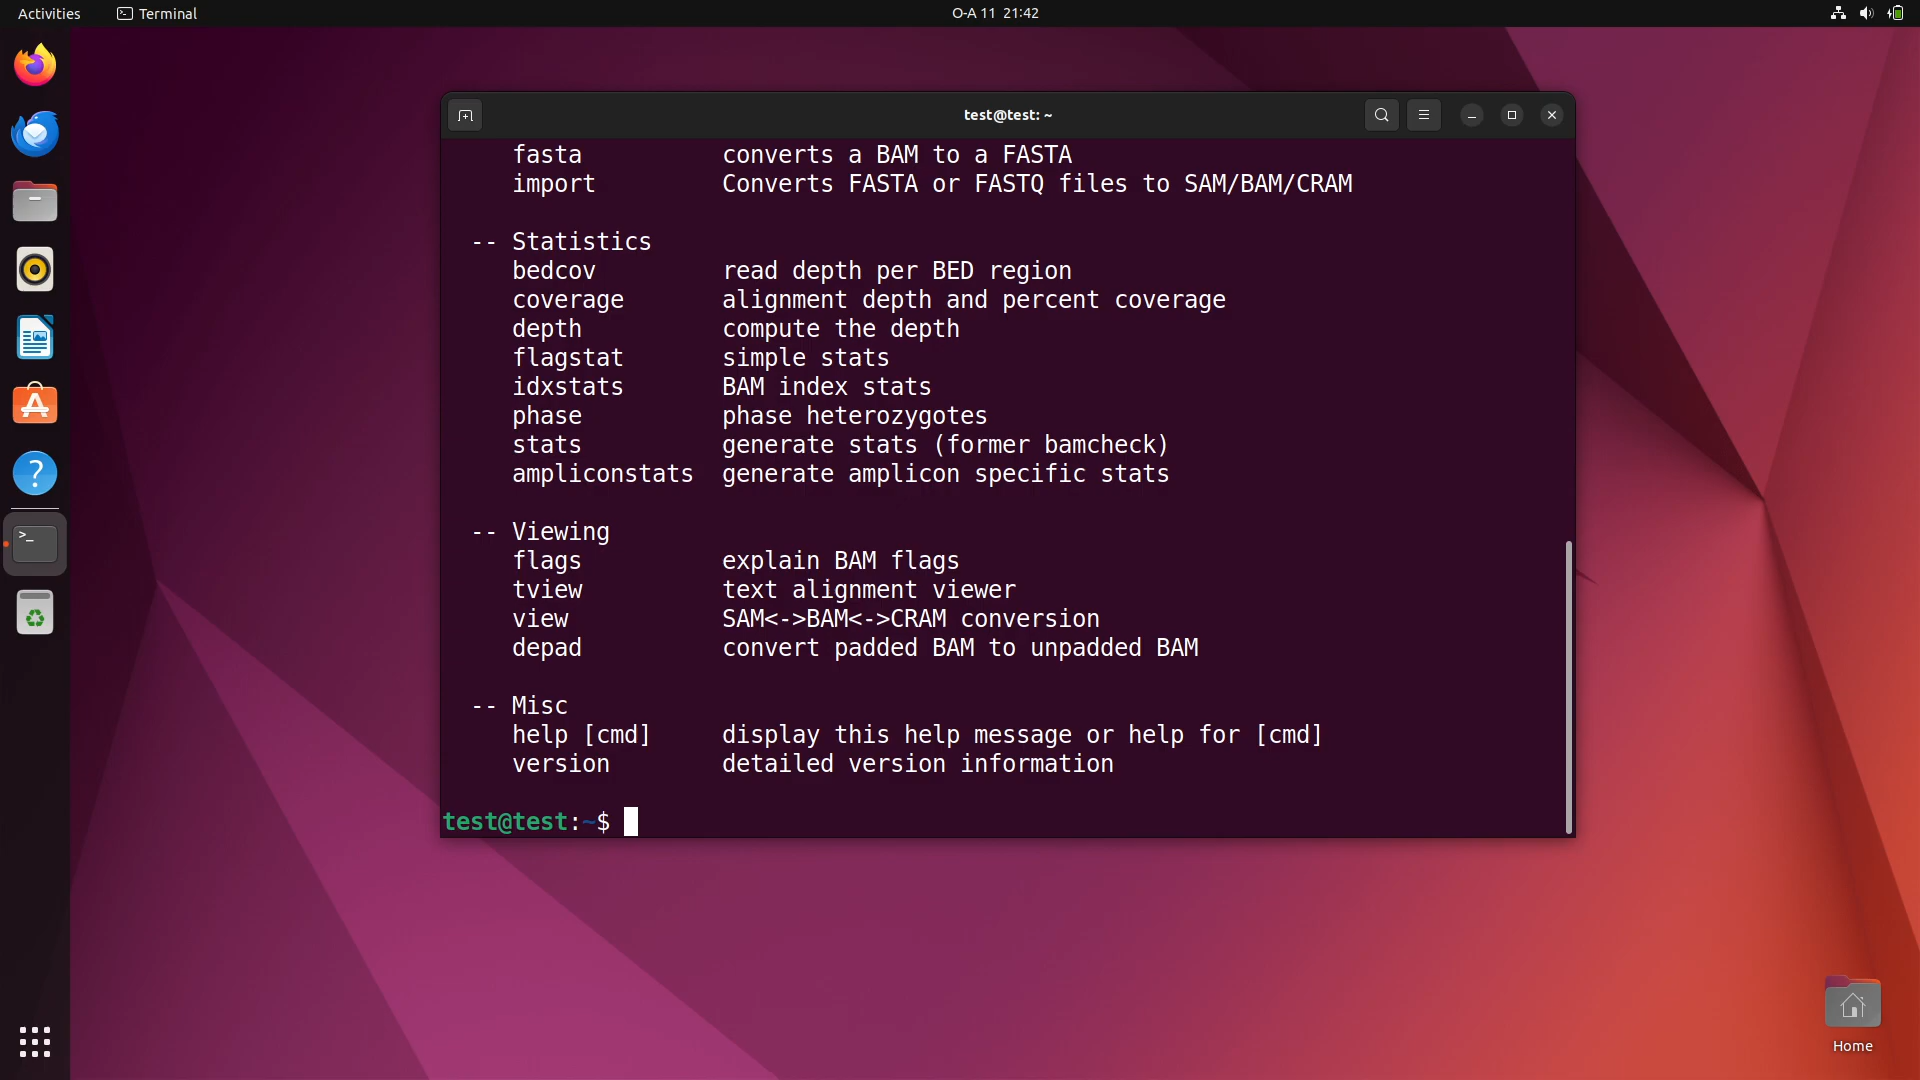 Activities
Terminal
O-A 11 21:42
test@test: ~
fasta converts a BAM to a FASTA
import Converts FASTA or FASTQ files to SAM/BAM/CRAM
-- Statistics
bedcov read depth per BED region
coverage alignment depth and percent coverage
depth compute the depth
flagstat simple stats
idxstats BAM index stats
phase phase heterozygotes
stats generate stats (former bamcheck)
ampliconstats generate amplicon specific stats
-- Viewing
flags explain BAM flags
tview text alignment viewer
view SAM<->BAM<->CRAM conversion
depad convert padded BAM to unpadded BAM
-- Misc
help [cmd] display this help message or help for [cmd]
version detailed version information
test@test:~$
Home